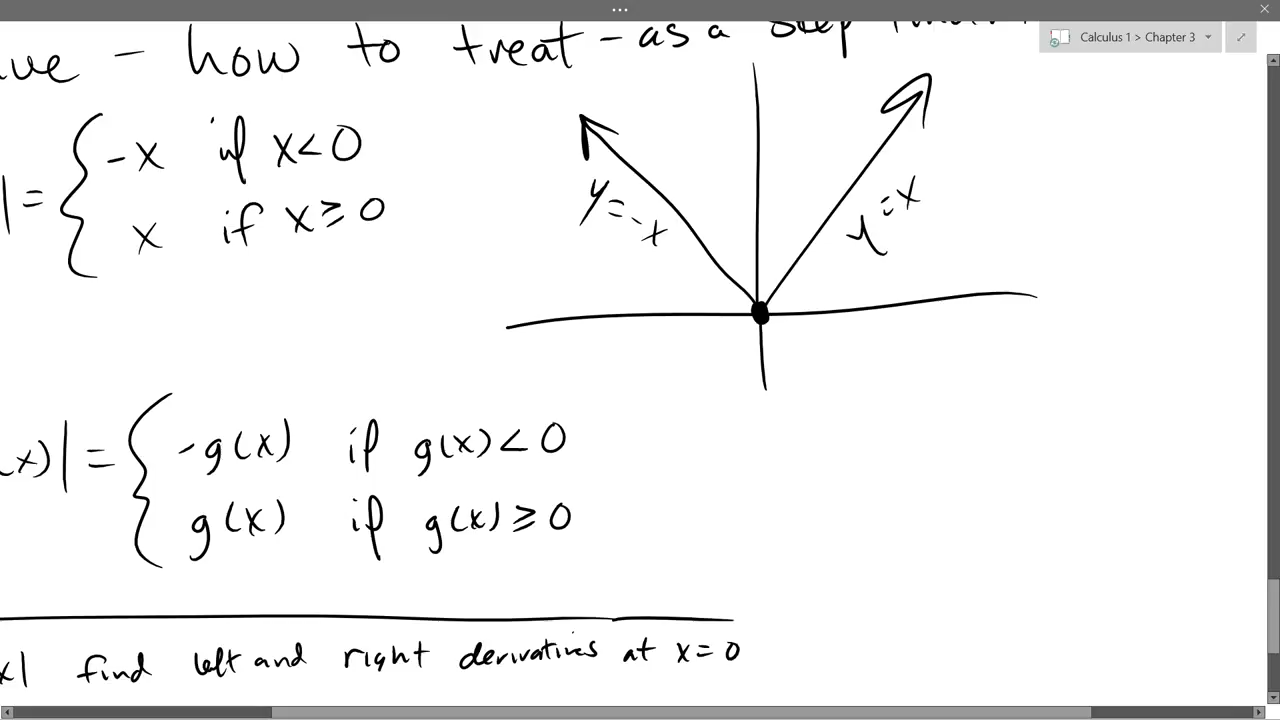 how to treat - as a step
Calculus 1 > Chapter 3
| = { -x if x<0
x if x≥0
y=-x
y=x
(x)| = { -g(x) if g(x)<0
g(x) if g(x)≥0
x| find left and right derivatives at x=0